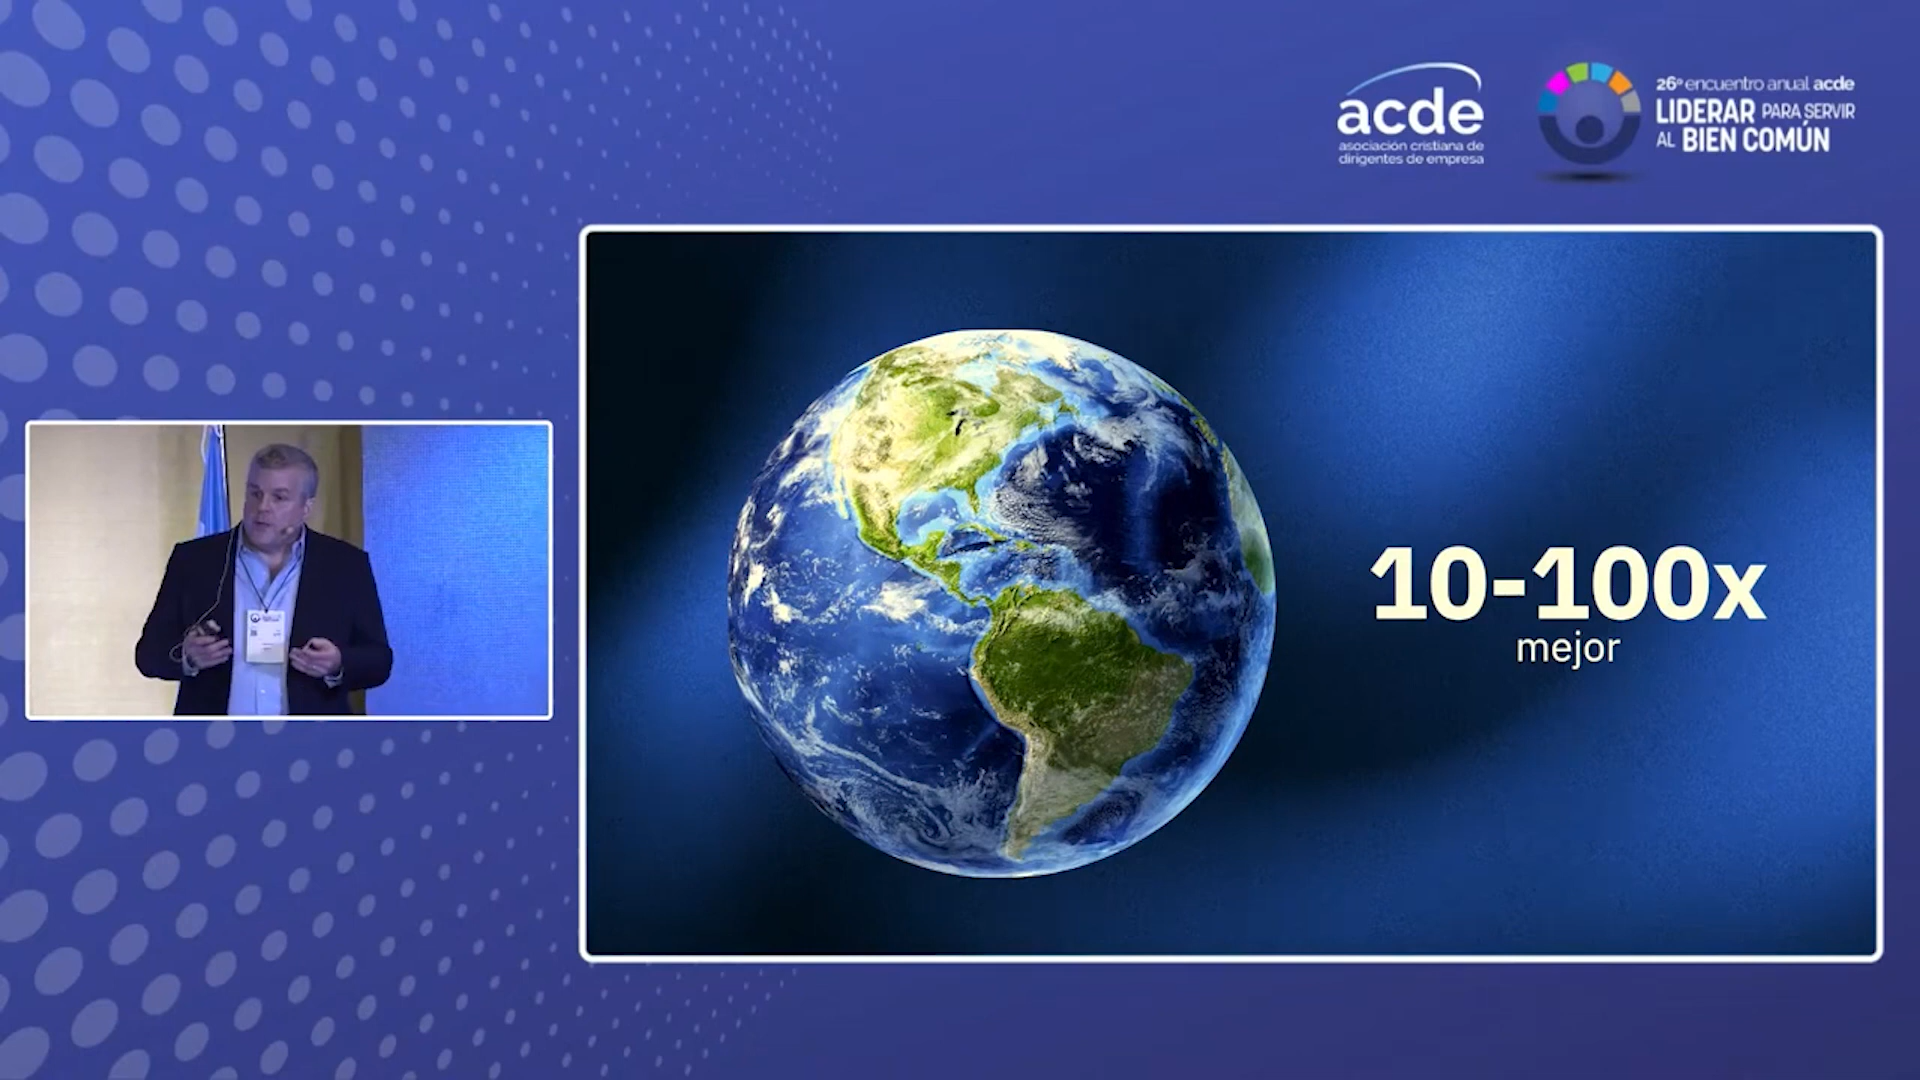 acde
asociación cristiana de
dirigentes de empresa
26º encuentro anual acde
LIDERAR PARA SERVIR
AL BIEN COMÚN
10-100x
mejor